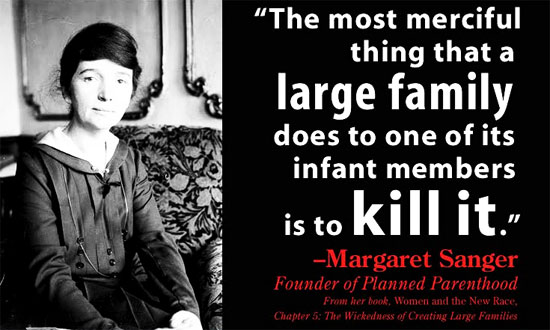 “The most merciful
thing that a
large family
does to one of its
infant members
is to kill it.”
–Margaret Sanger
Founder of Planned Parenthood
From her book, Women and the New Race,
Chapter 5: The Wickedness of Creating Large Families